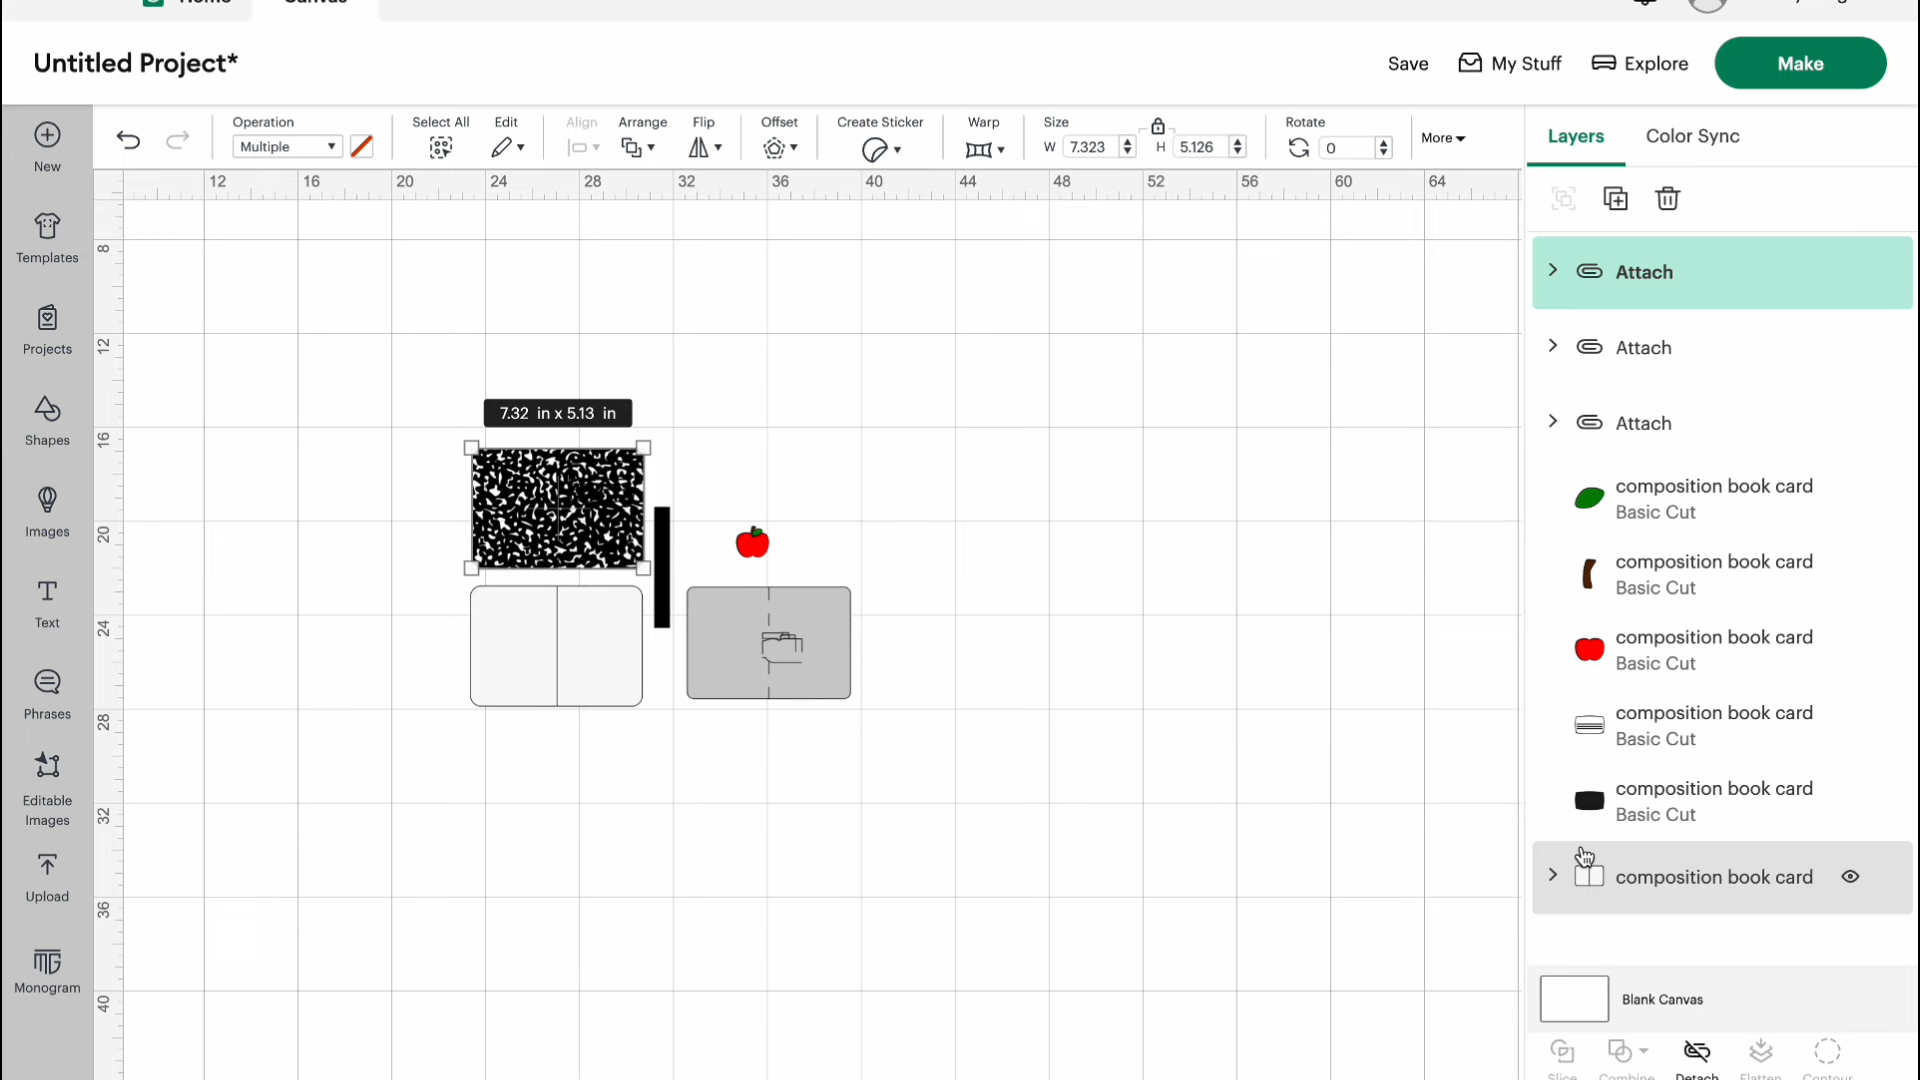 Home Canvas
Untitled Project*
Save My Stuff Explore Make
Operation
Multiple
Select All
Edit
Align
Arrange
Flip
Offset
Create Sticker
Warp
Size
W 7.323
H 5.126
Rotate
0
More
Layers Color Sync
12 16 20 24 28 32 36 40 44 48 52 56 60 64
8
12
16
20
24
28
32
36
40
New
Templates
Projects
Shapes
Images
Text
Phrases
Editable
Images
Upload
Monogram
7.32 in x 5.13 in
Attach
Attach
Attach
composition book card
Basic Cut
composition book card
Basic Cut
composition book card
Basic Cut
composition book card
Basic Cut
composition book card
Basic Cut
composition book card
Blank Canvas
Slice Combine Detach Flatten Contour